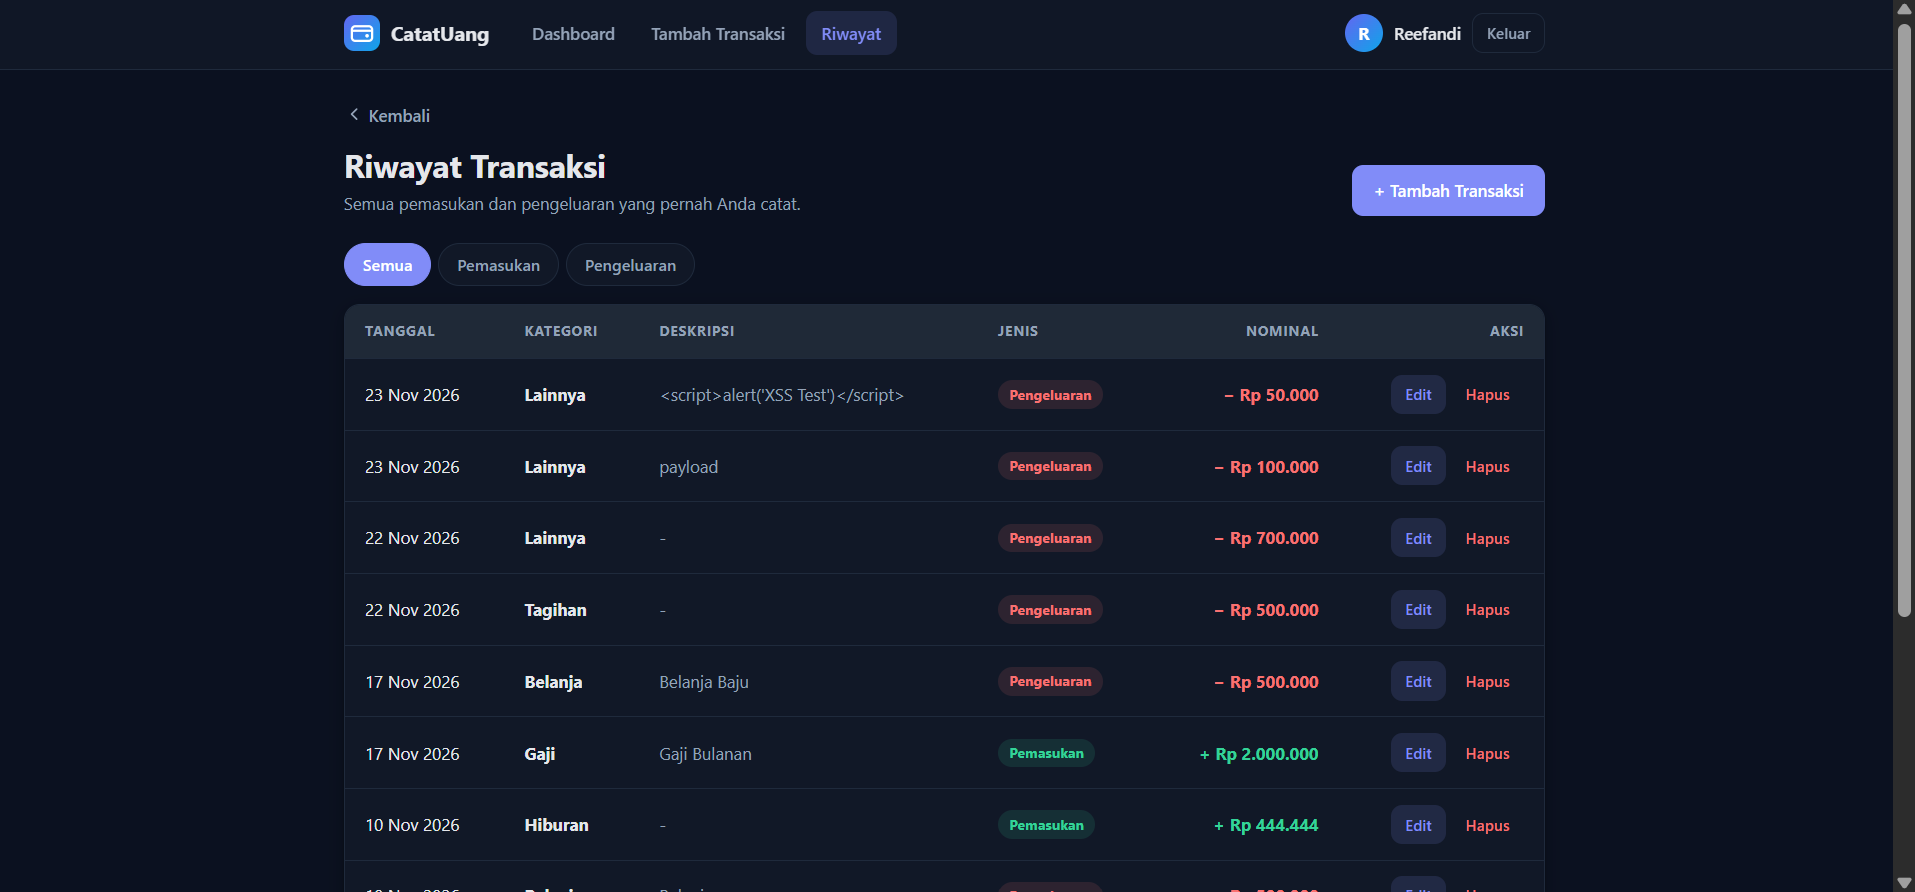 CatatUang Dashboard Tambah Transaksi Riwayat R Reefandi Keluar
Kembali
Riwayat Transaksi
Semua pemasukan dan pengeluaran yang pernah Anda catat.
+ Tambah Transaksi
Semua Pemasukan Pengeluaran
TANGGAL KATEGORI DESKRIPSI JENIS NOMINAL AKSI
23 Nov 2026 Lainnya <script>alert('XSS Test')</script> Pengeluaran − Rp 50.000 Edit Hapus
23 Nov 2026 Lainnya payload Pengeluaran − Rp 100.000 Edit Hapus
22 Nov 2026 Lainnya - Pengeluaran − Rp 700.000 Edit Hapus
22 Nov 2026 Tagihan - Pengeluaran − Rp 500.000 Edit Hapus
17 Nov 2026 Belanja Belanja Baju Pengeluaran − Rp 500.000 Edit Hapus
17 Nov 2026 Gaji Gaji Bulanan Pemasukan + Rp 2.000.000 Edit Hapus
10 Nov 2026 Hiburan - Pemasukan + Rp 444.444 Edit Hapus